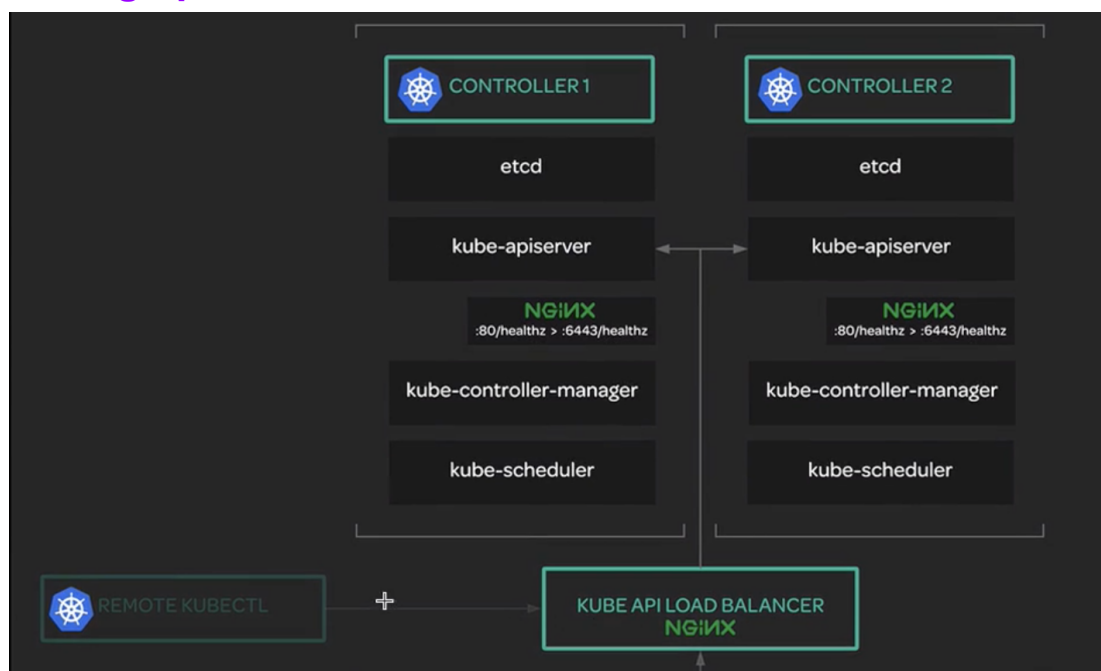 CONTROLLER 1
etcd
kube-apiserver
NGINX
:80/healthz > :6443/healthz
kube-controller-manager
kube-scheduler
CONTROLLER 2
etcd
kube-apiserver
NGINX
:80/healthz > :6443/healthz
kube-controller-manager
kube-scheduler
REMOTE KUBECTL
KUBE API LOAD BALANCER
NGINX